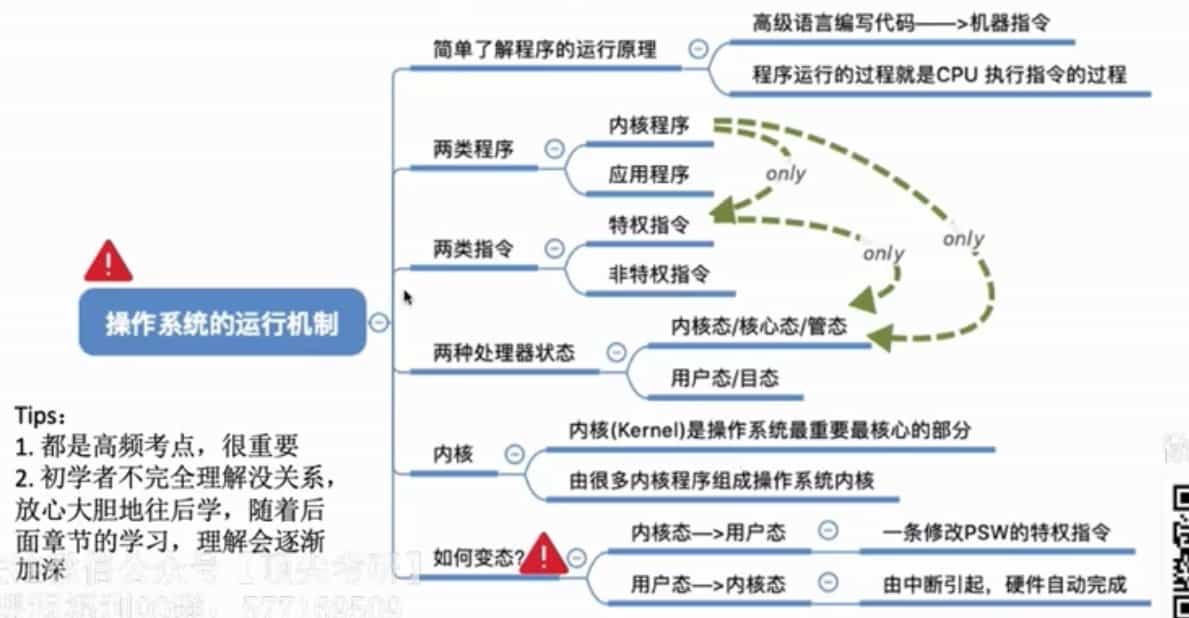 高级语言编写代码——>机器指令
简单了解程序的运行原理
程序运行的过程就是CPU 执行指令的过程
内核程序
两类程序
only
应用程序
特权指令
两类指令
only
only
非特权指令
操作系统的运行机制
内核态/核心态/管态
两种处理器状态
用户态/目态
内核(Kernel)是操作系统最重要最核心的部分
内核
由很多内核程序组成操作系统内核
内核态—>用户态
一条修改PSW的特权指令
如何变态?
用户态—>内核态
由中断引起，硬件自动完成
Tips：
1. 都是高频考点，很重要
2. 初学者不完全理解没关系，
放心大胆地往后学，随着后
面章节的学习，理解会逐渐
加深